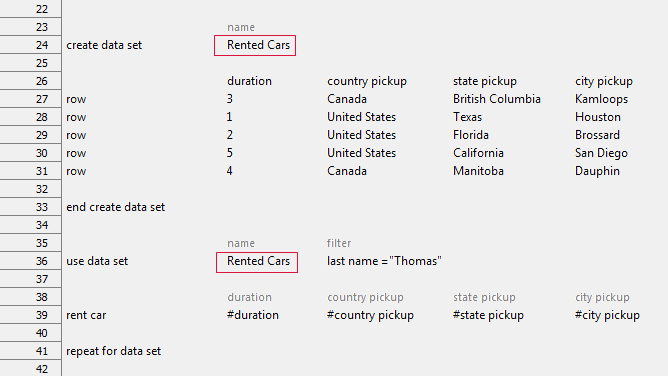 22
23 name
24 create data set Rented Cars
25
26 duration country pickup state pickup city pickup
27 row 3 Canada British Columbia Kamloops
28 row 1 United States Texas Houston
29 row 2 United States Florida Brossard
30 row 5 United States California San Diego
31 row 4 Canada Manitoba Dauphin
32
33 end create data set
34
35 name filter
36 use data set Rented Cars last name ="Thomas"
37
38 duration country pickup state pickup city pickup
39 rent car #duration #country pickup #state pickup #city pickup
40
41 repeat for data set
42